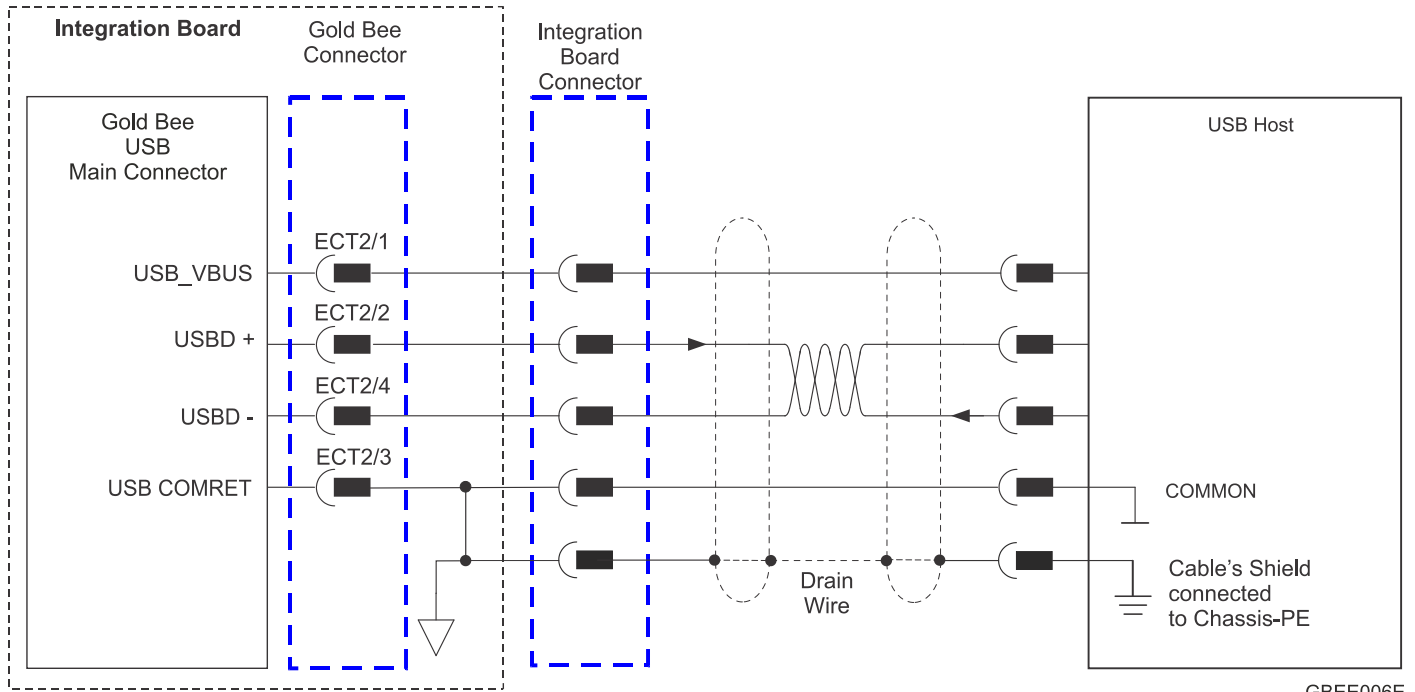 Integration Board
Gold Bee
Connector
Integration
Board
Connector
Gold Bee
USB
Main Connector
USB Host
ECT2/1
USB_VBUS
ECT2/2
USBD +
ECT2/4
USBD -
ECT2/3
USB COMRET
COMMON
Drain
Wire
Cable's Shield
connected
to Chassis-PE